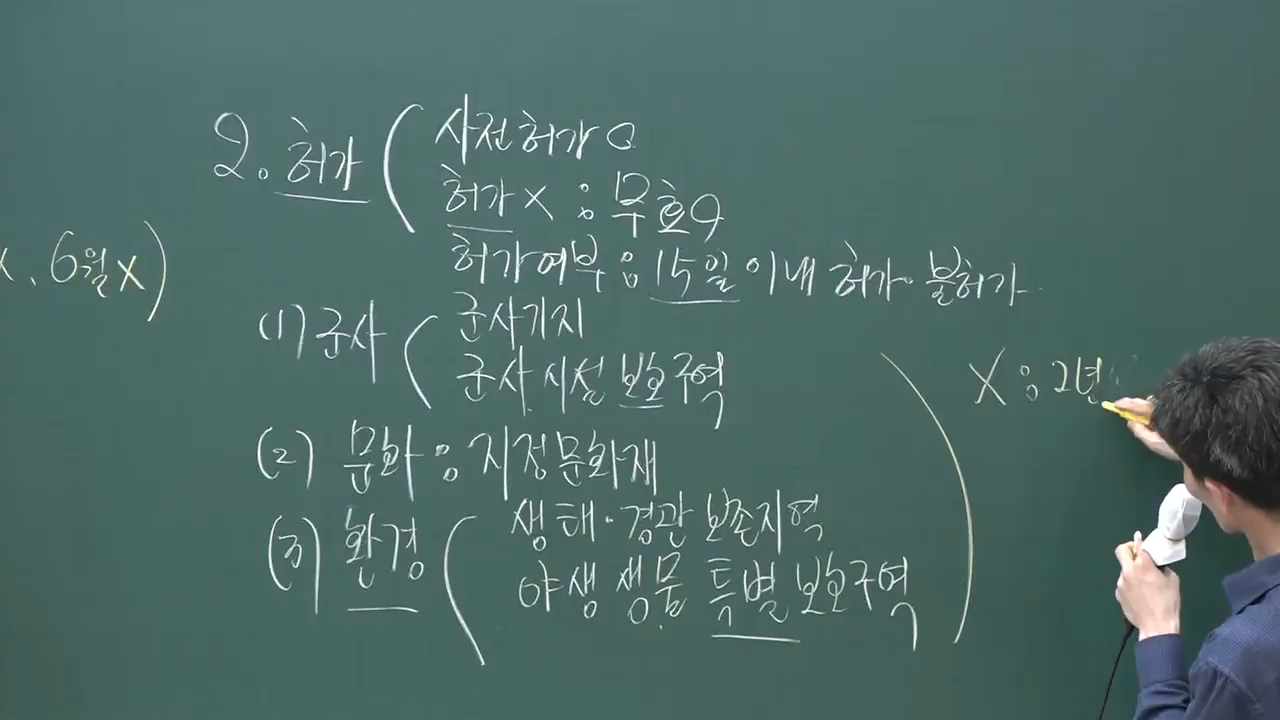 x. 6월x)
2. 허가 ( 사전허가 O
허가 X : 무효
허가여부 : 15일 이내 허가·불허가
(1) 군사 ( 군사기지
군사시설 보호구역
(2) 문화 : 지정문화재
(3) 환경 ( 생태·경관 보존지역
야생생물 특별보호구역 )
X : 2년